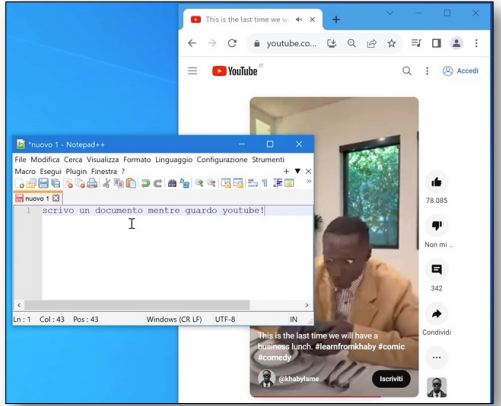 This is the last time we w
youtube.co...
YouTube
IT
Accedi
*nuovo 1 - Notepad++
File Modifica Cerca Visualizza Formato Linguaggio Configurazione Strumenti
Macro Esegui Plugin Finestra ?
nuovo 1
1 scrivo un documento mentre guardo youtube!
Ln : 1 Col : 43 Pos : 43 Windows (CR LF) UTF-8 IN
78.085
Non mi ...
342
Condividi
This is the last time we will have a
business lunch. #learnfromkhaby #comic
#comedy
@khabylame
Iscriviti